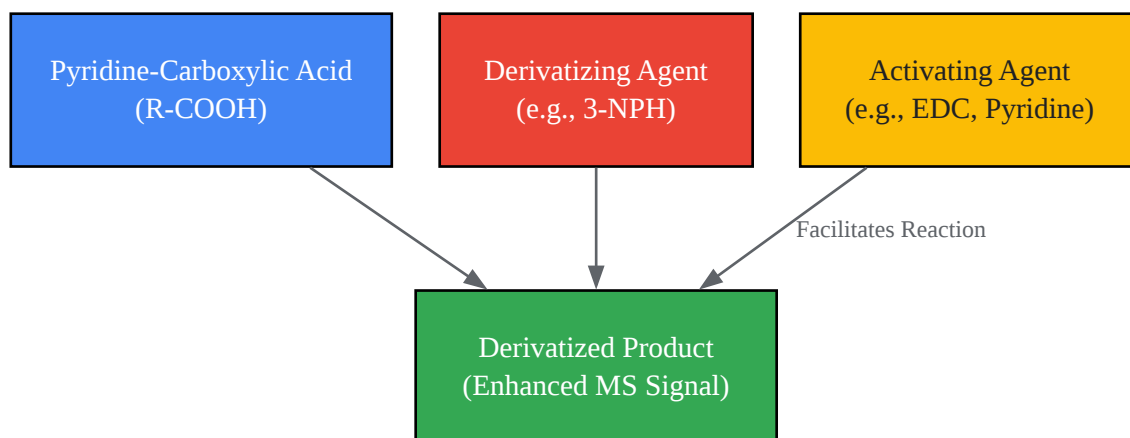 Pyridine-Carboxylic Acid
(R-COOH)
Derivatizing Agent
(e.g., 3-NPH)
Activating Agent
(e.g., EDC, Pyridine)
Facilitates Reaction
Derivatized Product
(Enhanced MS Signal)